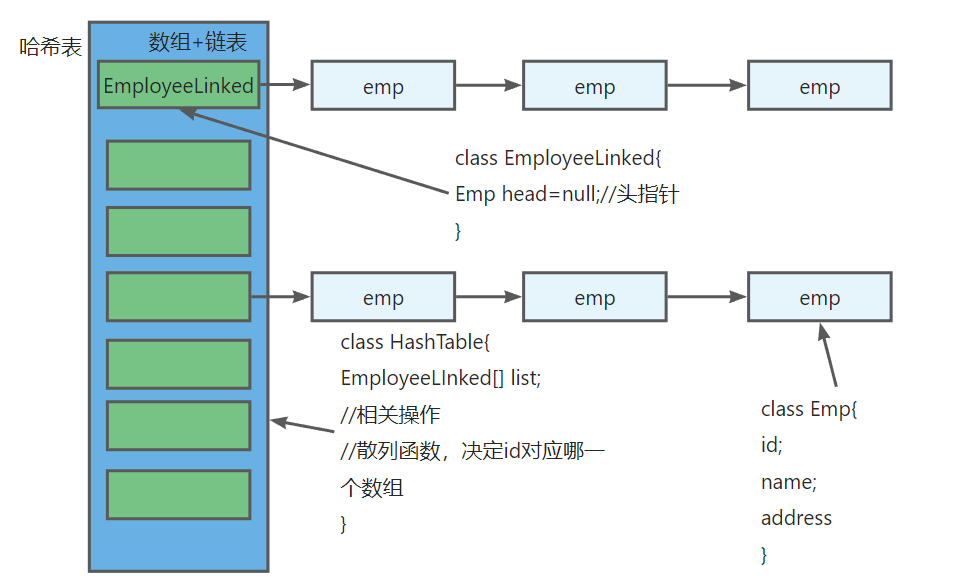 哈希表
数组+链表
EmployeeLinked
emp
emp
emp
class EmployeeLinked{
Emp head=null;//头指针
}
emp
emp
emp
class HashTable{
EmployeeLInked[] list;
//相关操作
//散列函数，决定id对应哪一
个数组
}
class Emp{
id;
name;
address
}